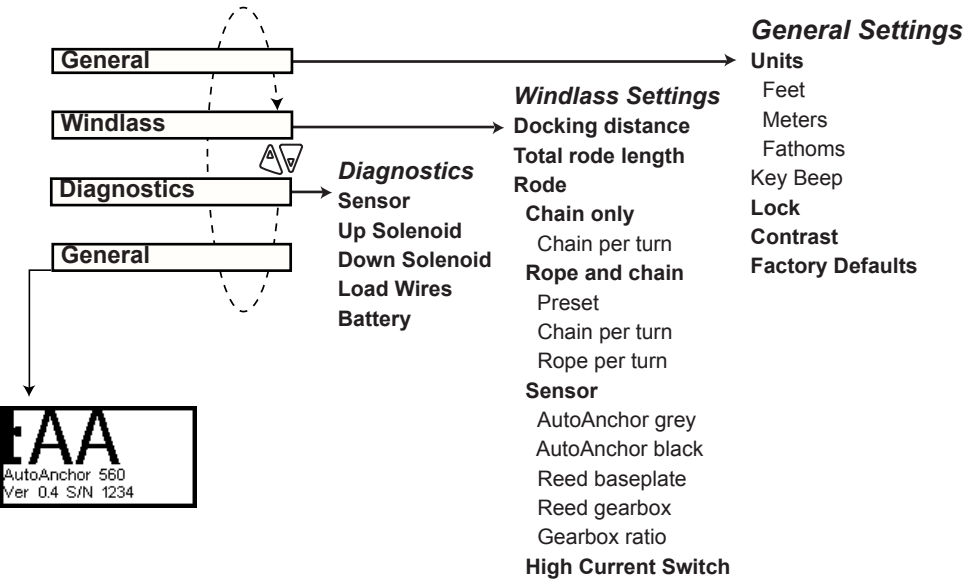 General
Windlass
Diagnostics
General
AA
AutoAnchor 560
Ver 0.4 S/N 1234
Diagnostics
Sensor
Up Solenoid
Down Solenoid
Load Wires
Battery
Windlass Settings
Docking distance
Total rode length
Rode
Chain only
Chain per turn
Rope and chain
Preset
Chain per turn
Rope per turn
Sensor
AutoAnchor grey
AutoAnchor black
Reed baseplate
Reed gearbox
Gearbox ratio
High Current Switch
General Settings
Units
Feet
Meters
Fathoms
Key Beep
Lock
Contrast
Factory Defaults